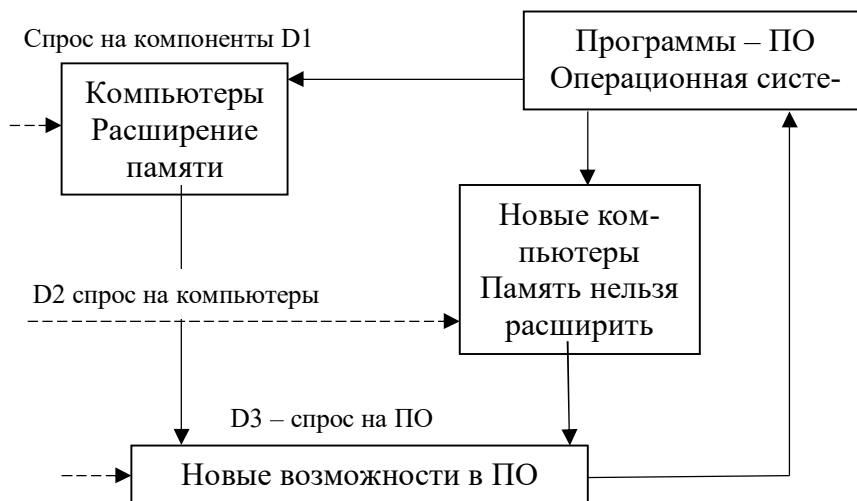 Спрос на компоненты D1
Программы – ПО
Операционная систе-
Компьютеры
Расширение
памяти
Новые ком-
пьютеры
Память нельзя
расширить
D2 спрос на компьютеры
D3 – спрос на ПО
Новые возможности в ПО